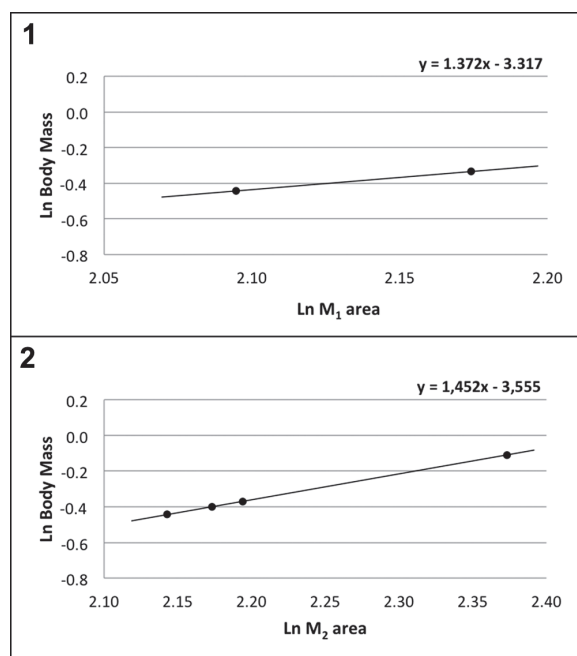 1
y = 1.372x - 3.317
0.2
0.0
-0.2
-0.4
-0.6
-0.8
Ln Body Mass
2.05 2.10 2.15 2.20
Ln M₁ area
2
y = 1,452x - 3,555
0.2
0.0
-0.2
-0.4
-0.6
-0.8
Ln Body Mass
2.10 2.15 2.20 2.25 2.30 2.35 2.40
Ln M₂ area